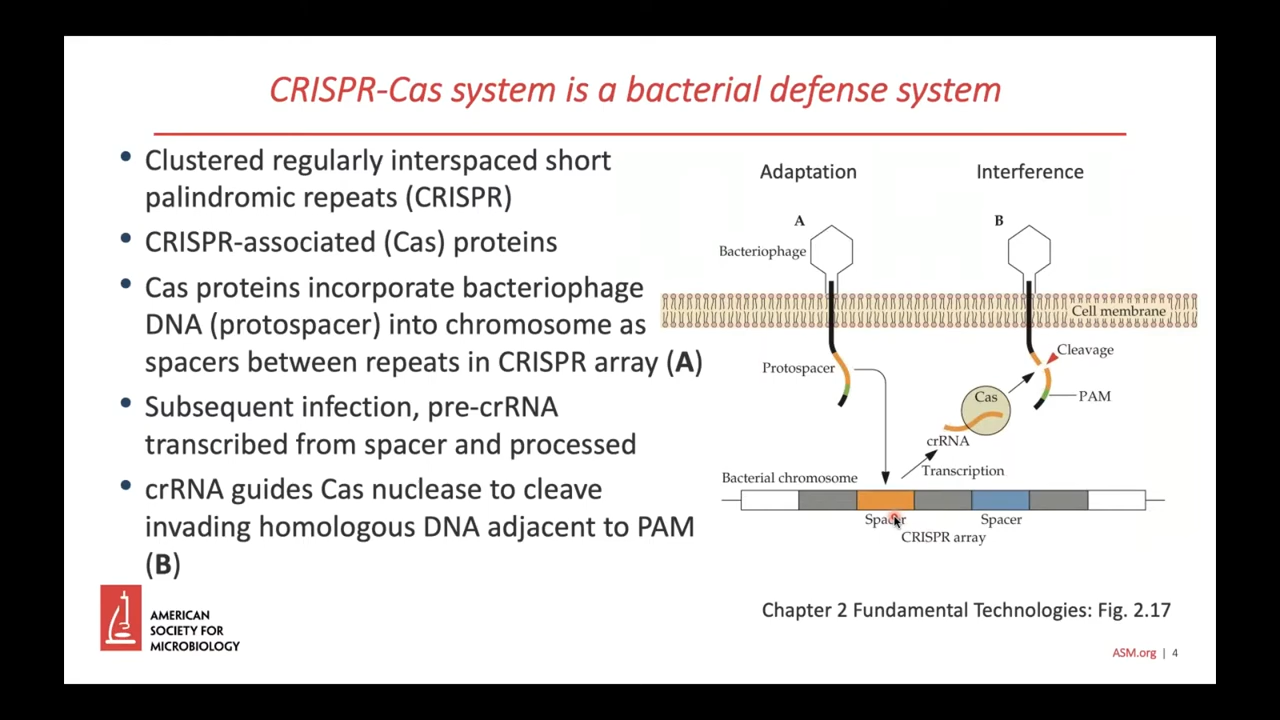 CRISPR-Cas system is a bacterial defense system
• Clustered regularly interspaced short
palindromic repeats (CRISPR)
• CRISPR-associated (Cas) proteins
• Cas proteins incorporate bacteriophage
DNA (protospacer) into chromosome as
spacers between repeats in CRISPR array (A)
• Subsequent infection, pre-crRNA
transcribed from spacer and processed
• crRNA guides Cas nuclease to cleave
invading homologous DNA adjacent to PAM
(B)
Adaptation
Interference
A
B
Bacteriophage
Cell membrane
Cleavage
Protospacer
Cas
PAM
crRNA
Transcription
Bacterial chromosome
Spacer
Spacer
CRISPR array
Chapter 2 Fundamental Technologies: Fig. 2.17
AMERICAN
SOCIETY FOR
MICROBIOLOGY
ASM.org | 4